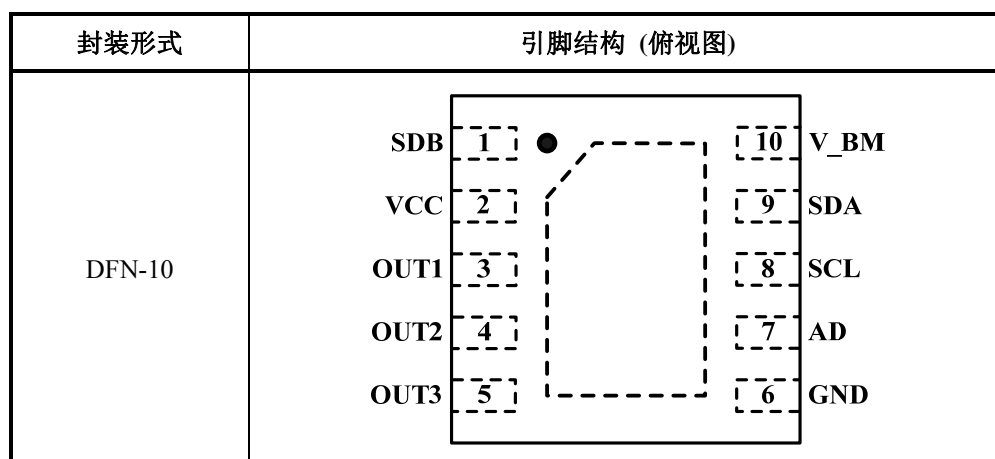 封装形式 引脚结构 (俯视图)
DFN-10
SDB 1 10 V_BM
VCC 2 9 SDA
OUT1 3 8 SCL
OUT2 4 7 AD
OUT3 5 6 GND